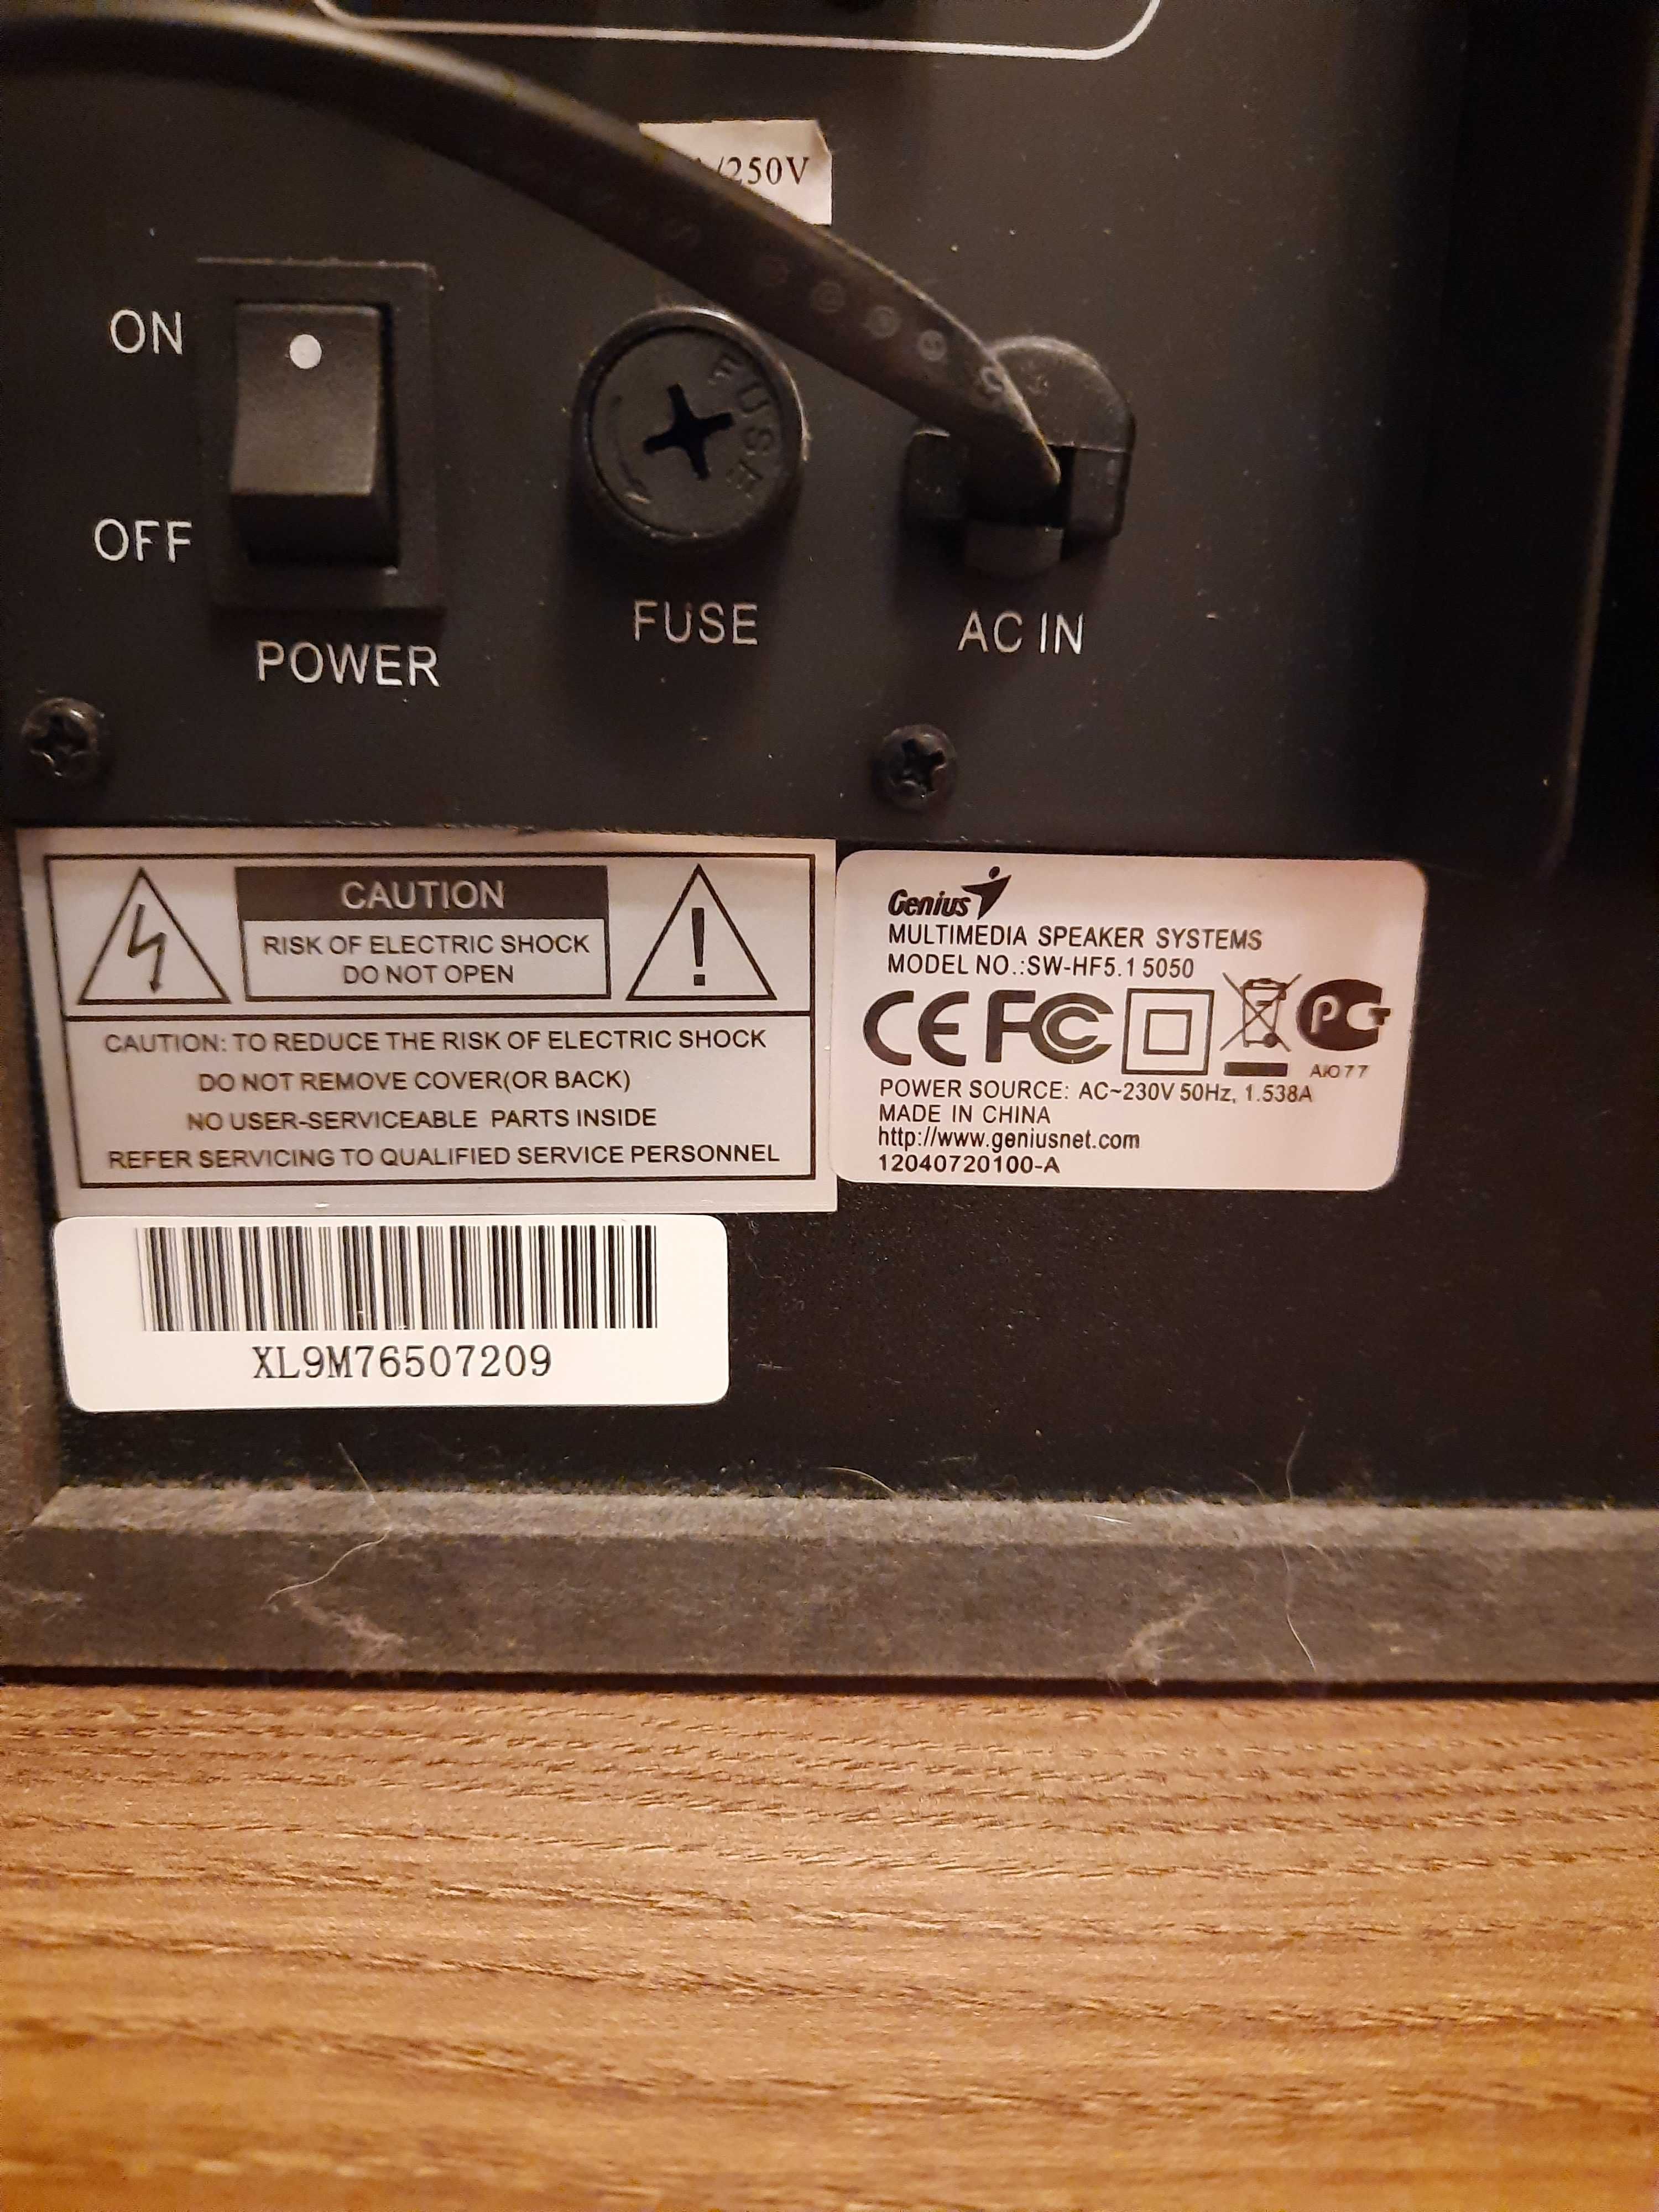 /250V
ON
OFF
POWER
FUSE
FUSE
AC IN
CAUTION
RISK OF ELECTRIC SHOCK
DO NOT OPEN
!
CAUTION: TO REDUCE THE RISK OF ELECTRIC SHOCK
DO NOT REMOVE COVER(OR BACK)
NO USER-SERVICEABLE PARTS INSIDE
REFER SERVICING TO QUALIFIED SERVICE PERSONNEL
Genius
MULTIMEDIA SPEAKER SYSTEMS
MODEL NO.:SW-HF5.1 5050
CE FC PG
POWER SOURCE: AC~230V 50Hz, 1.538A
MADE IN CHINA
http://www.geniusnet.com
12040720100-A
XL9M76507209